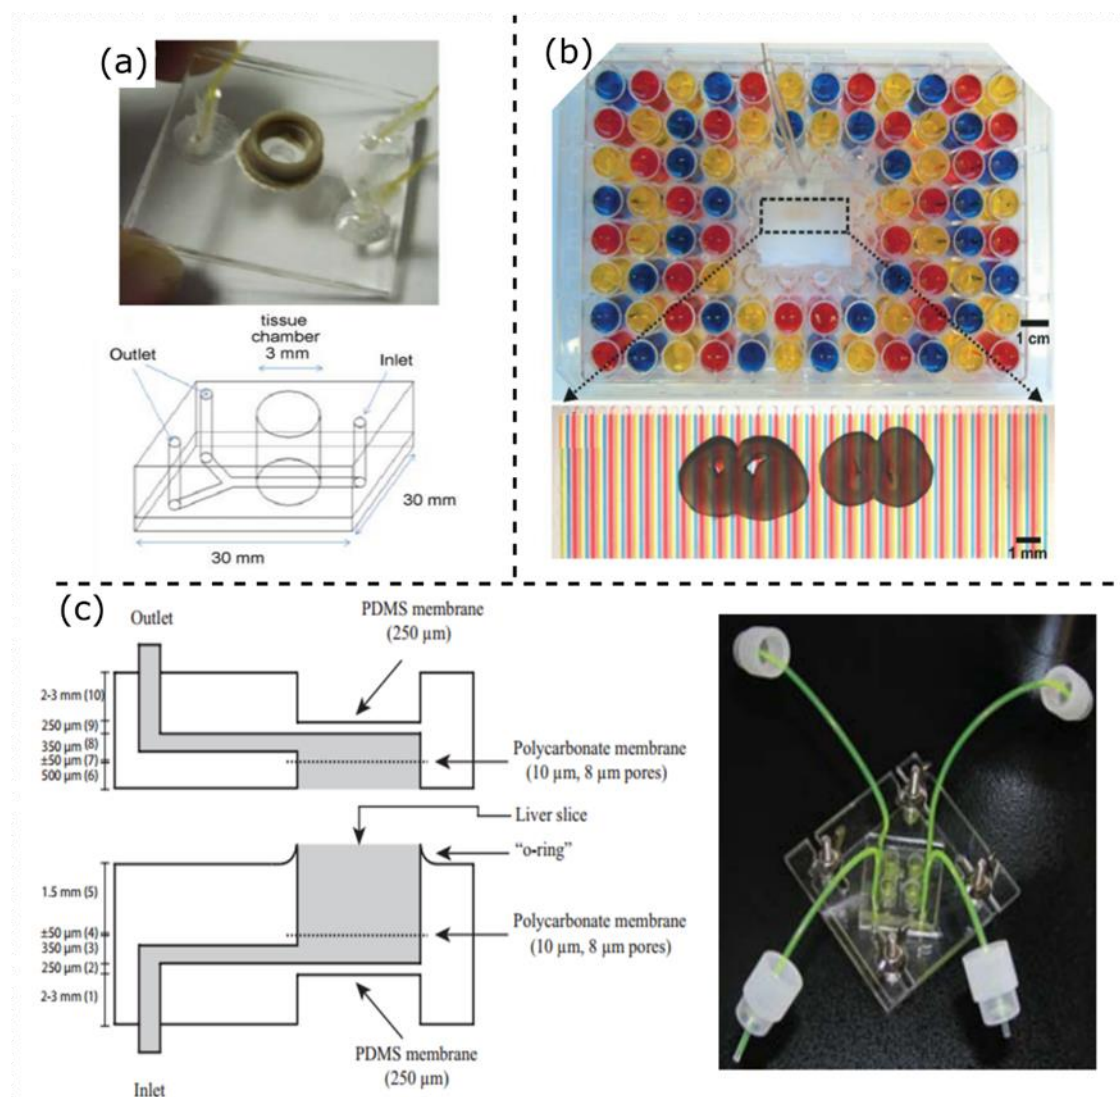 (a)
tissue
chamber
3 mm
Outlet
Inlet
30 mm
30 mm
(b)
1 cm
1 mm
(c)
Outlet
PDMS membrane
(250 µm)
2-3 mm (10)
250 µm (9)
350 µm (8)
±50 µm (7)
500 µm (6)
Polycarbonate membrane
(10 µm, 8 µm pores)
Liver slice
“o-ring”
1.5 mm (5)
±50 µm (4)
350 µm (3)
250 µm (2)
2-3 mm (1)
Polycarbonate membrane
(10 µm, 8 µm pores)
PDMS membrane
(250 µm)
Inlet